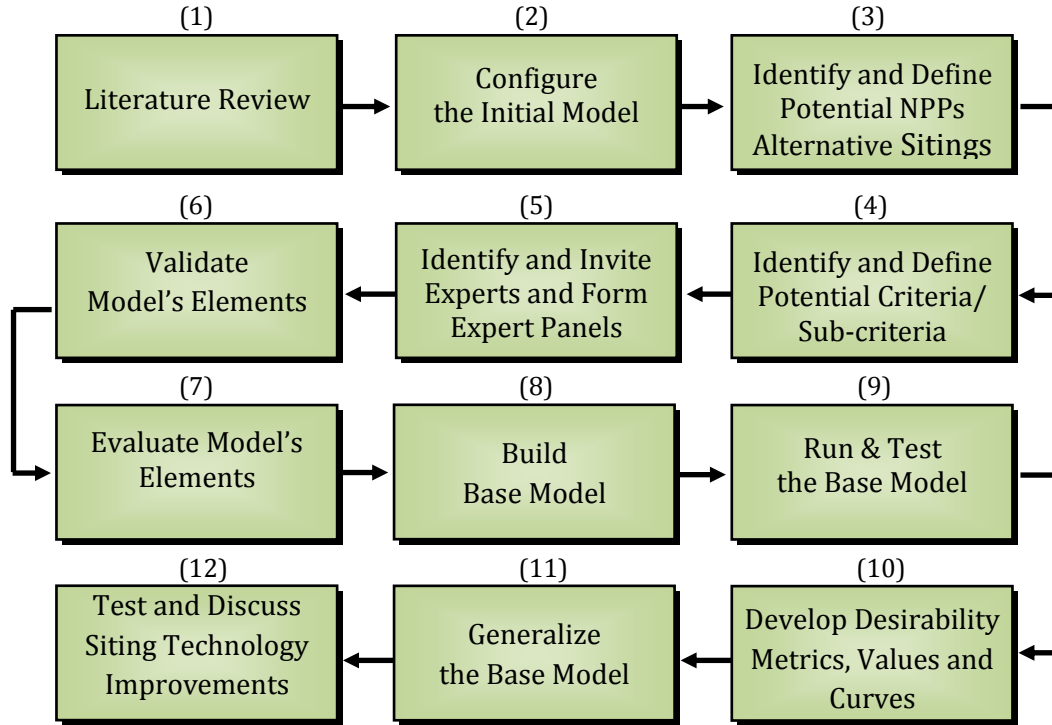 (1)
Literature Review
(2)
Configure
the Initial Model
(3)
Identify and Define
Potential NPPs
Alternative Sitings
(4)
Identify and Define
Potential Criteria/
Sub-criteria
(5)
Identify and Invite
Experts and Form
Expert Panels
(6)
Validate
Model’s Elements
(7)
Evaluate Model’s
Elements
(8)
Build
Base Model
(9)
Run & Test
the Base Model
(10)
Develop Desirability
Metrics, Values and
Curves
(11)
Generalize
the Base Model
(12)
Test and Discuss
Siting Technology
Improvements